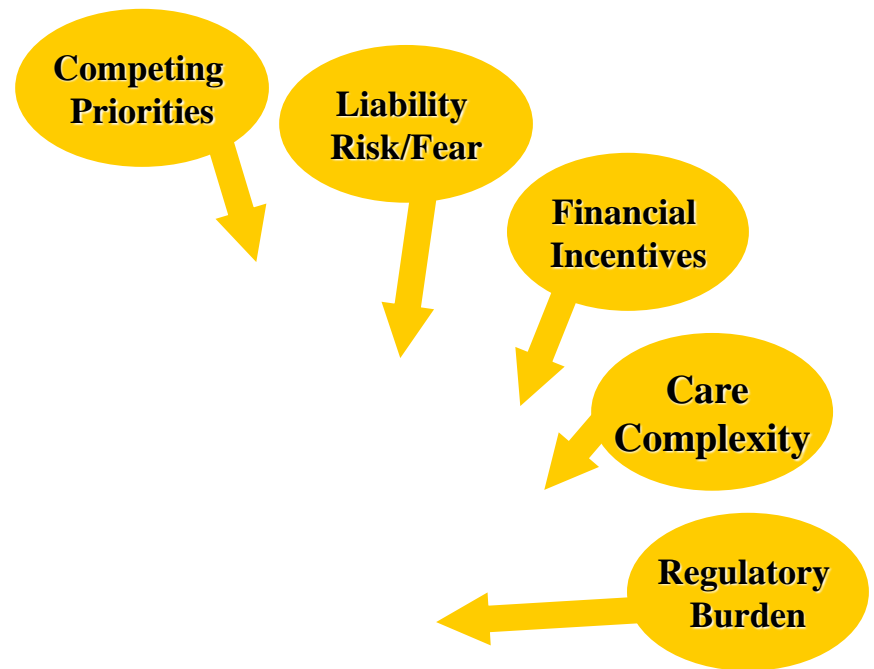 Competing
Priorities
Liability
Risk/Fear
Financial
Incentives
Care
Complexity
Regulatory
Burden